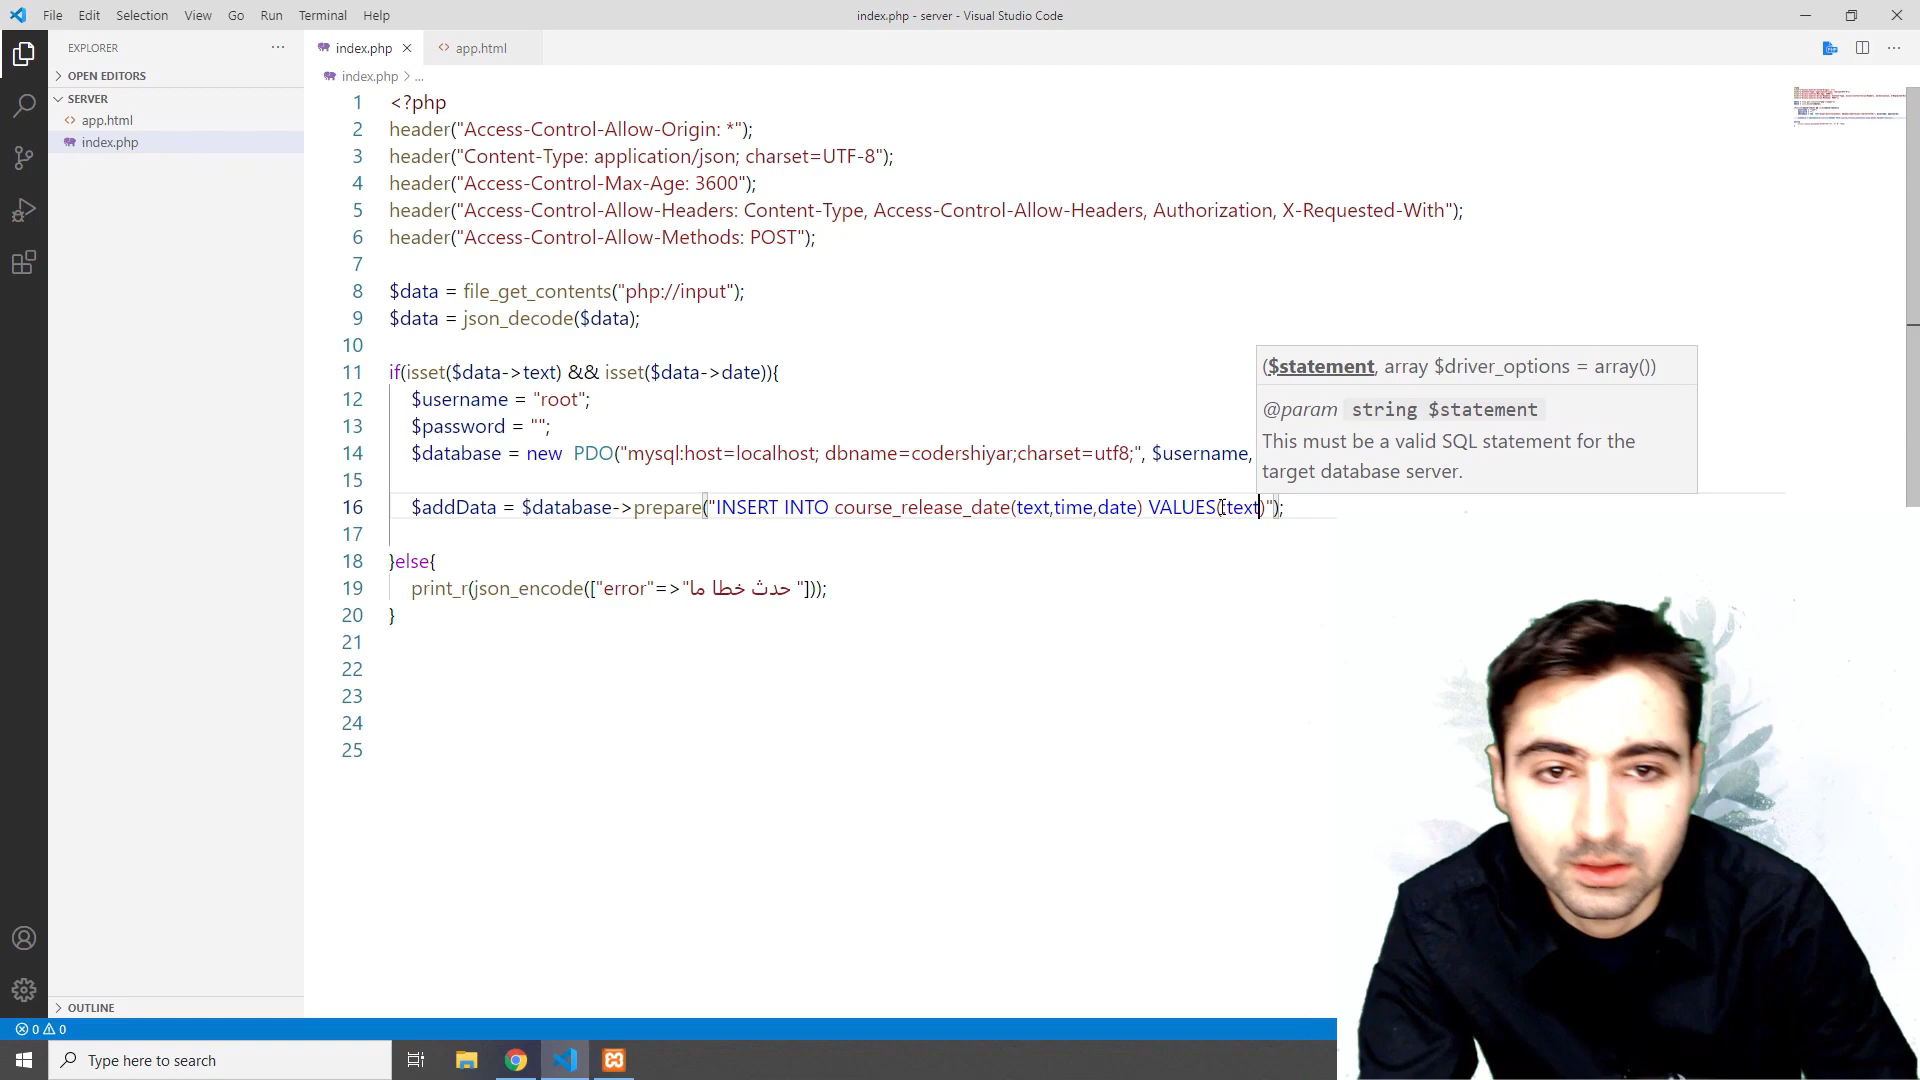 File Edit Selection View Go Run Terminal Help
index.php - server - Visual Studio Code
EXPLORER
OPEN EDITORS
SERVER
app.html
index.php
OUTLINE
index.php
app.html
index.php > ...
1 <?php
2 header("Access-Control-Allow-Origin: *");
3 header("Content-Type: application/json; charset=UTF-8");
4 header("Access-Control-Max-Age: 3600");
5 header("Access-Control-Allow-Headers: Content-Type, Access-Control-Allow-Headers, Authorization, X-Requested-With");
6 header("Access-Control-Allow-Methods: POST");
7
8 $data = file_get_contents("php://input");
9 $data = json_decode($data);
10
11 if(isset($data->text) && isset($data->date)){
12 $username = "root";
13 $password = "";
14 $database = new PDO("mysql:host=localhost; dbname=codershiyar;charset=utf8;", $username,
15
16 $addData = $database->prepare("INSERT INTO course_release_date(text,time,date) VALUES(:text)");
17
18 }else{
19 print_r(json_encode(["error"=>"حدث خطا ما "]));
20 }
21
22
23
24
25
($statement, array $driver_options = array())
@param string $statement
This must be a valid SQL statement for the
target database server.
0 0
Type here to search